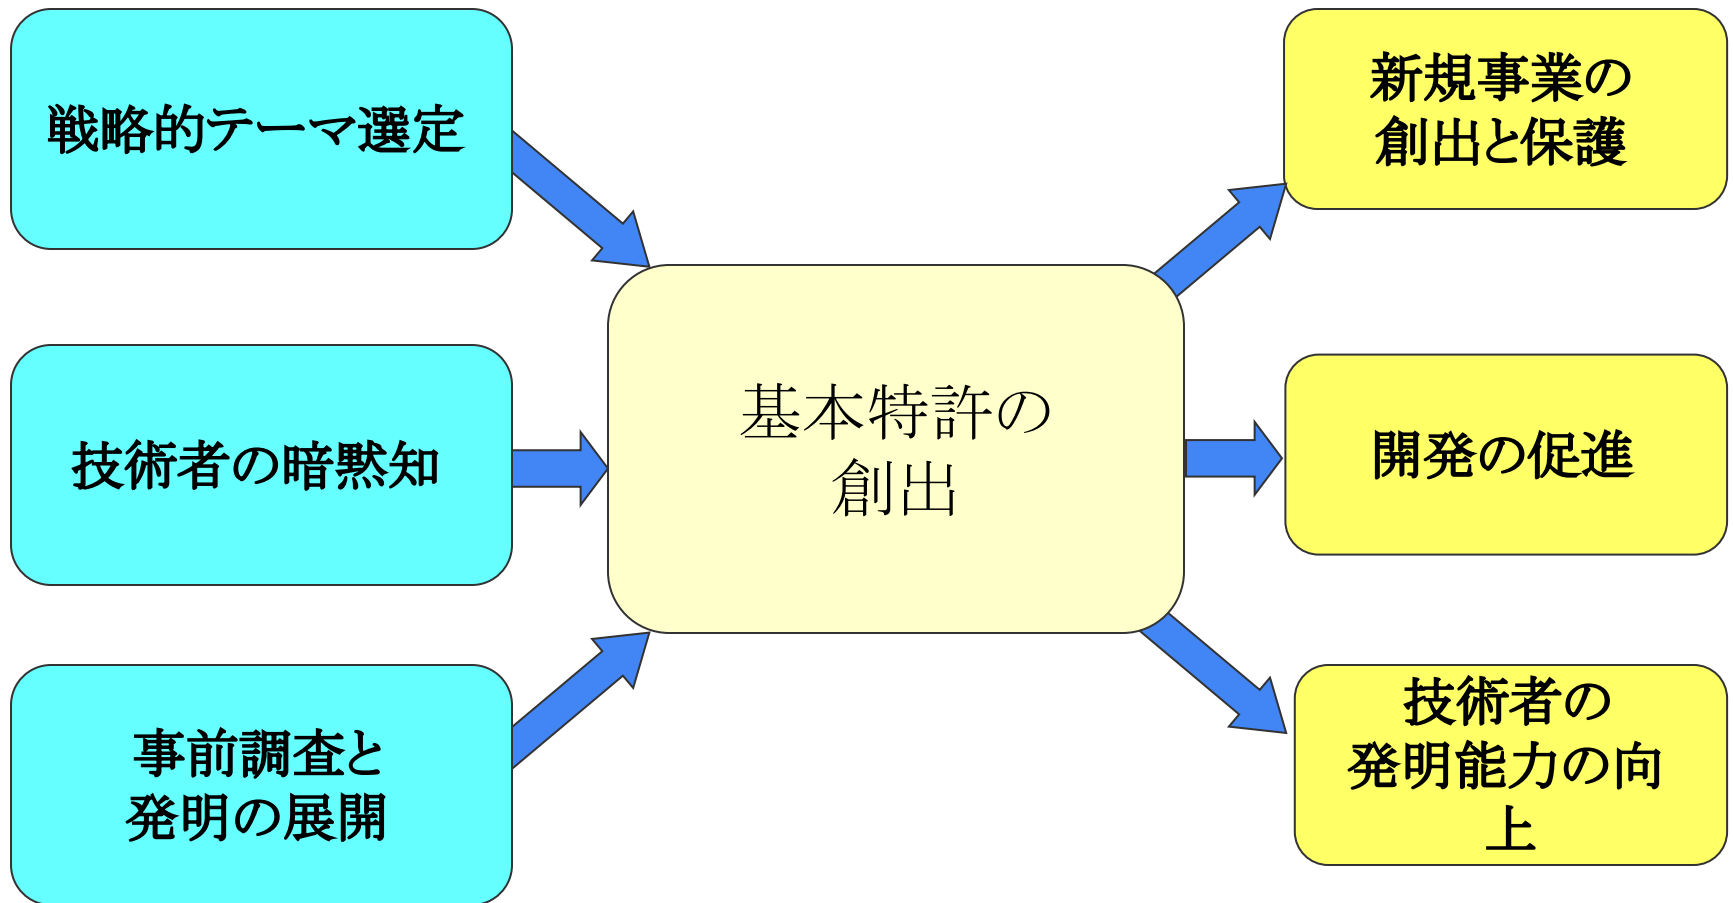 戦略的テーマ選定
技術者の暗黙知
事前調査と
発明の展開
基本特許の
創出
新規事業の
創出と保護
開発の促進
技術者の
発明能力の向
上